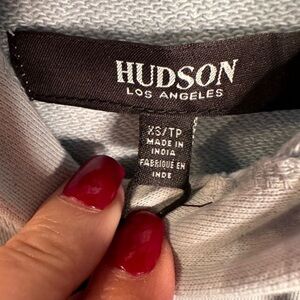 HUDSON
LOS ANGELES
XS/TP
MADE IN
INDIA
FABRIQUÉ EN
INDE